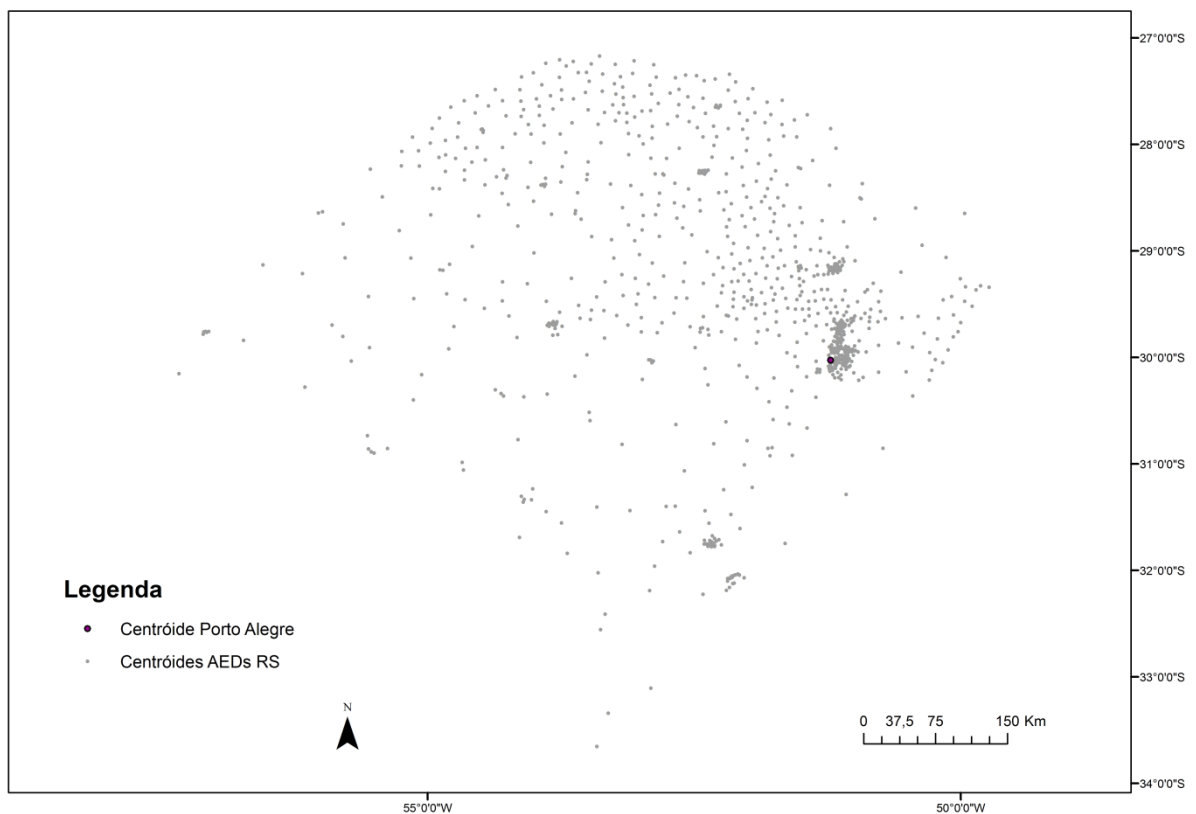 27°0'0"S
28°0'0"S
29°0'0"S
30°0'0"S
31°0'0"S
32°0'0"S
Legenda
Centróide Porto Alegre
Centróides AEDs RS
33°0'0"S
N
0 37,5 75 150 Km
34°0'0"S
55°0'0"W 50°0'0"W